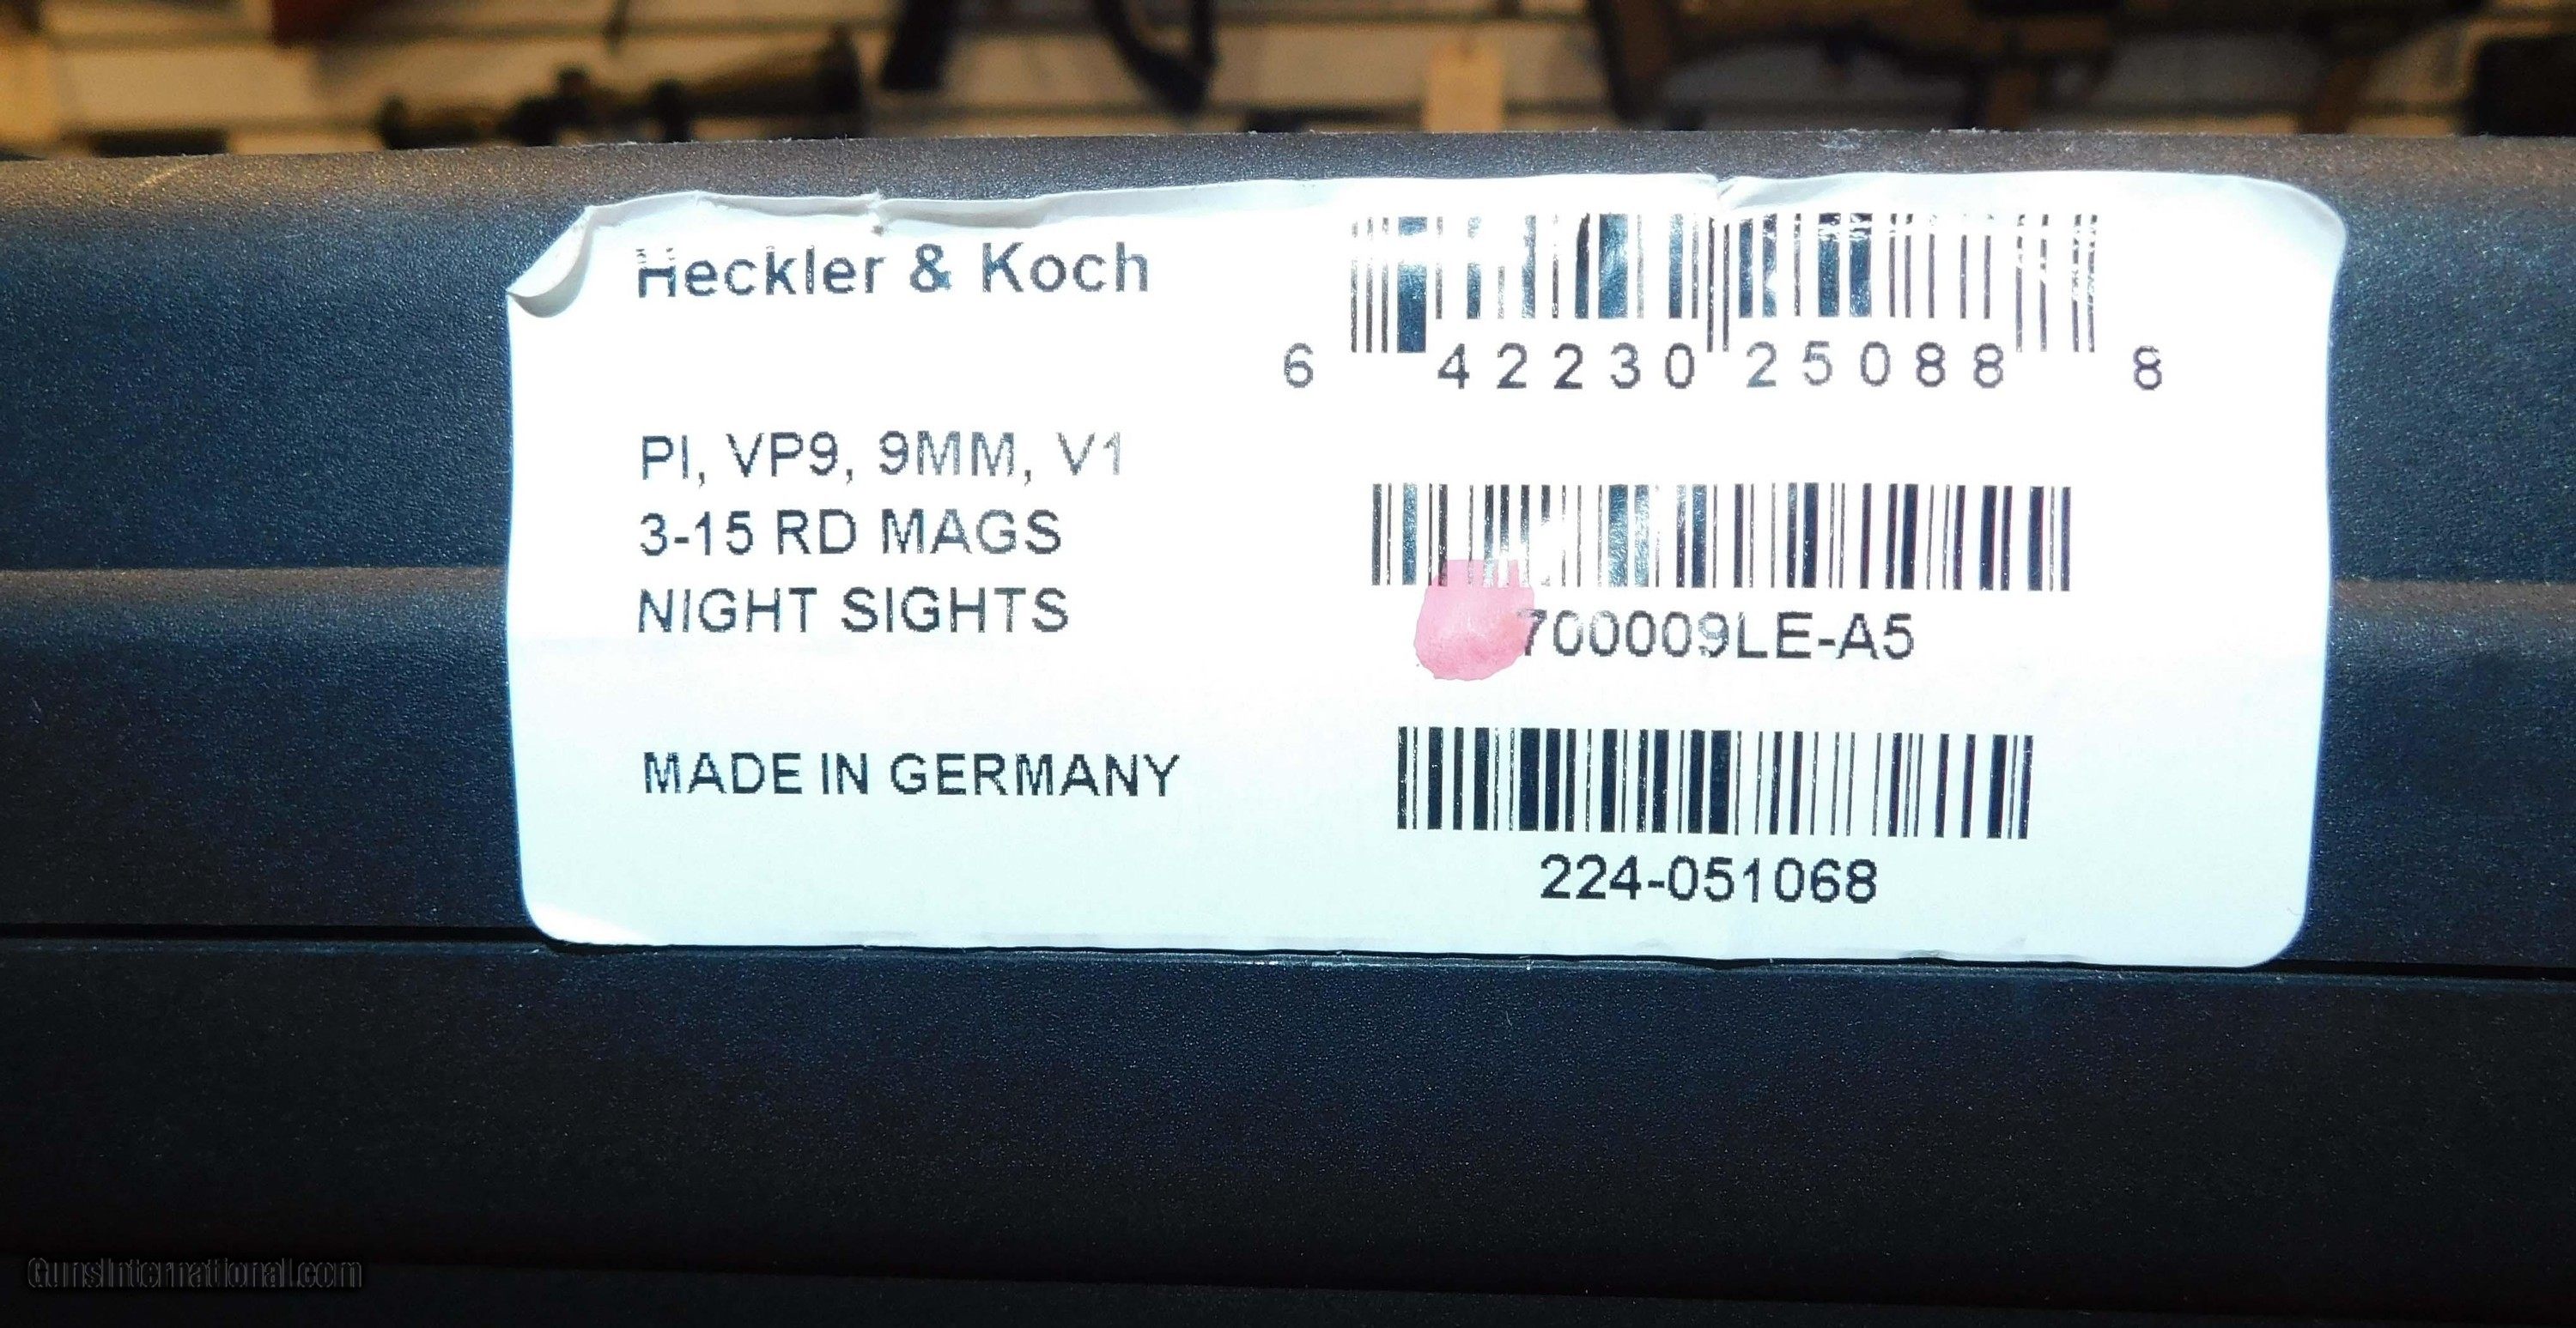 Heckler & Koch
6 42230 25088 8
PI, VP9, 9MM, V1
3-15 RD MAGS
NIGHT SIGHTS
700009LE-A5
MADE IN GERMANY
224-051068
GunsInternational.com